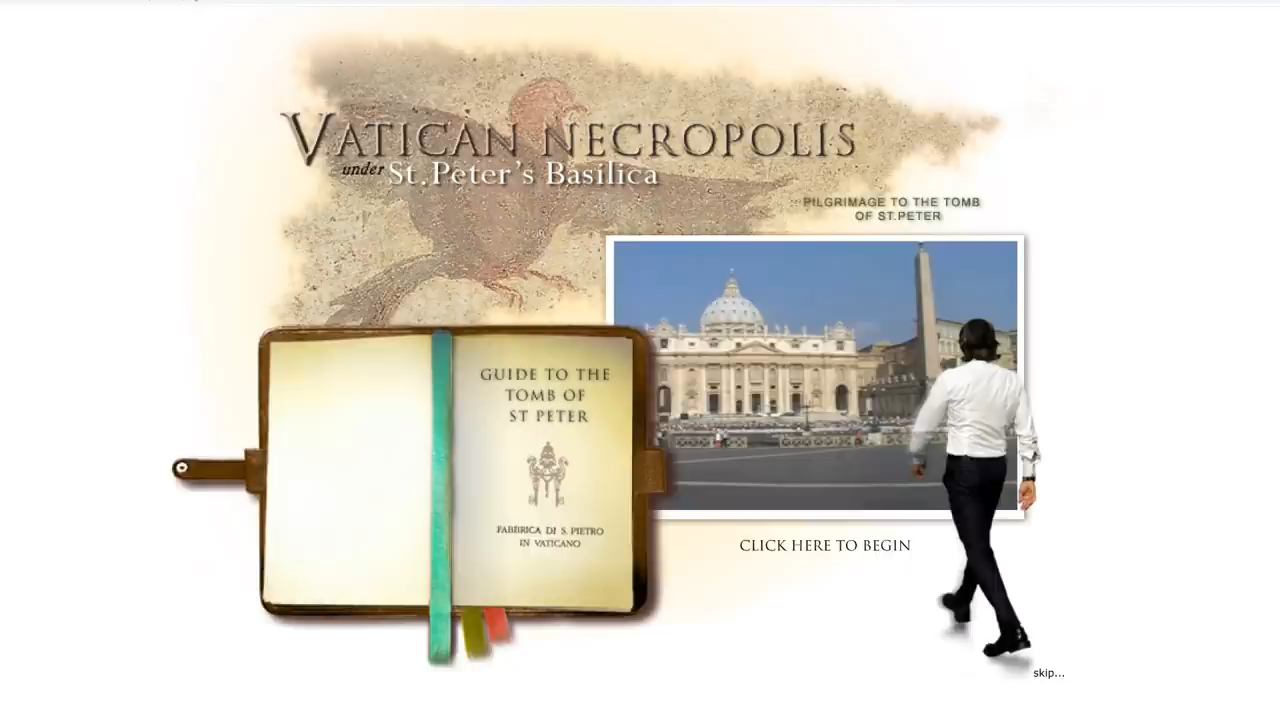 VATICAN NECROPOLIS
under St.Peter's Basilica
PILGRIMAGE TO THE TOMB
OF ST.PETER
GUIDE TO THE
TOMB OF
ST PETER
FABBRICA DI S. PIETRO
IN VATICANO
CLICK HERE TO BEGIN
skip...